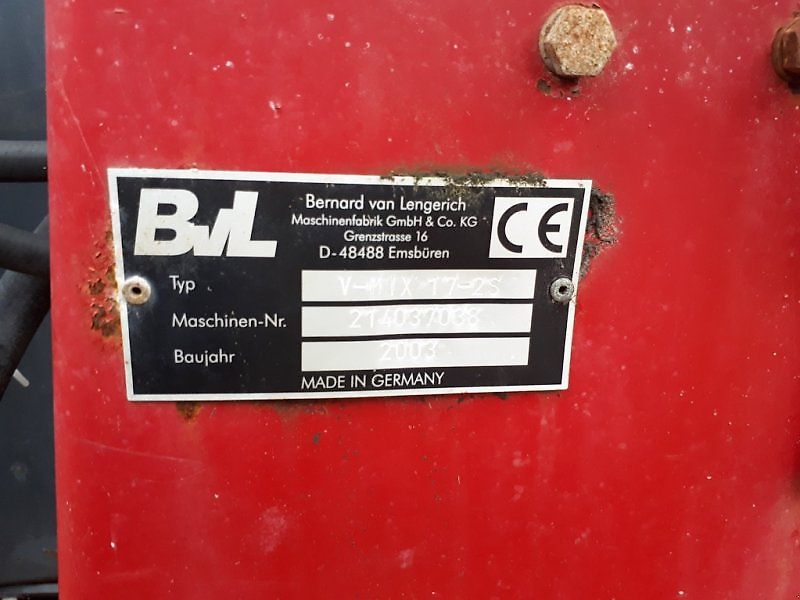 BvL
Bernard van Lengerich
Maschinenfabrik GmbH & Co. KG
Grenzstrasse 16
D-48488 Emsbüren
CE
Typ V-MIX 17-2S
Maschinen-Nr. 214037038
Baujahr 2003
MADE IN GERMANY